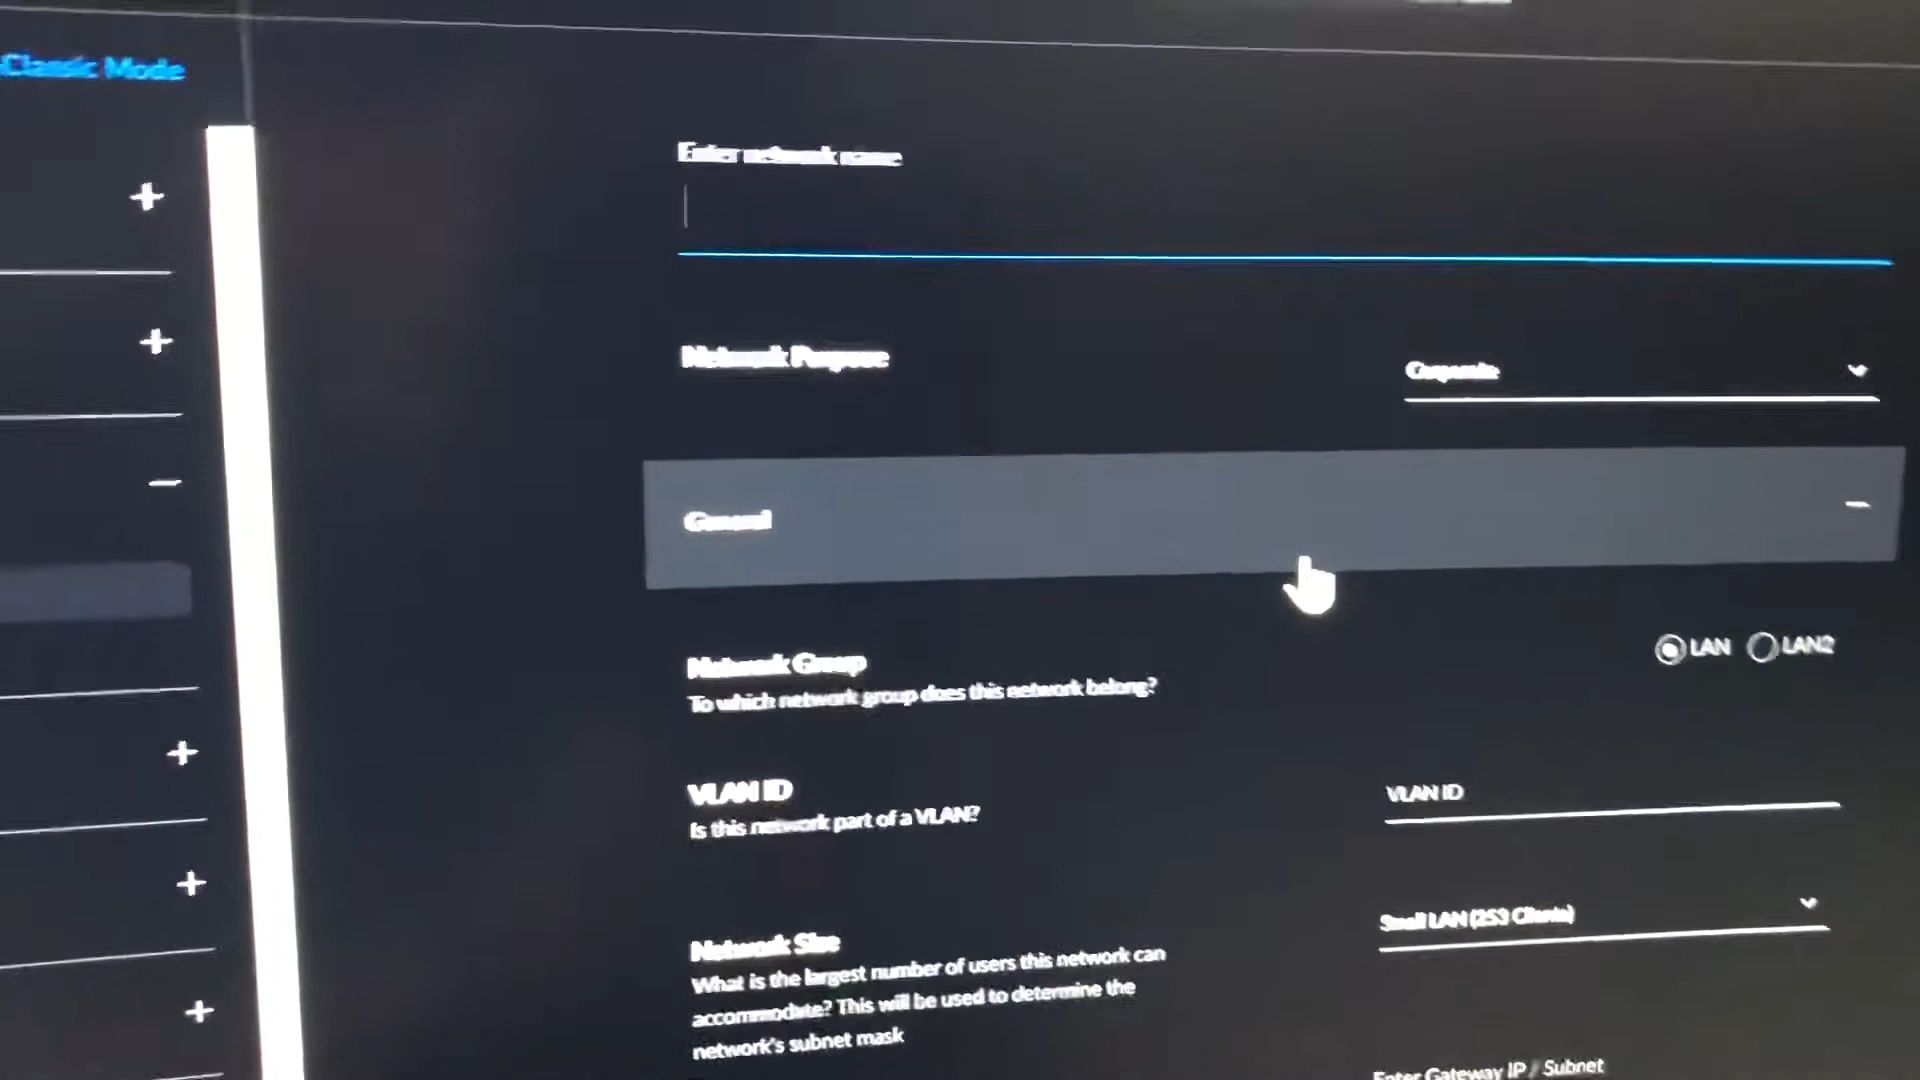 Classic Mode
Enter network name
Network Purpose
Corporate
General
Network Group
To which network group does this network belong?
LAN LAN2
VLAN ID
Is this network part of a VLAN?
VLAN ID
Network Size
What is the largest number of users this network can
accommodate? This will be used to determine the
network's subnet mask
Small LAN (253 Clients)
Enter Gateway IP / Subnet